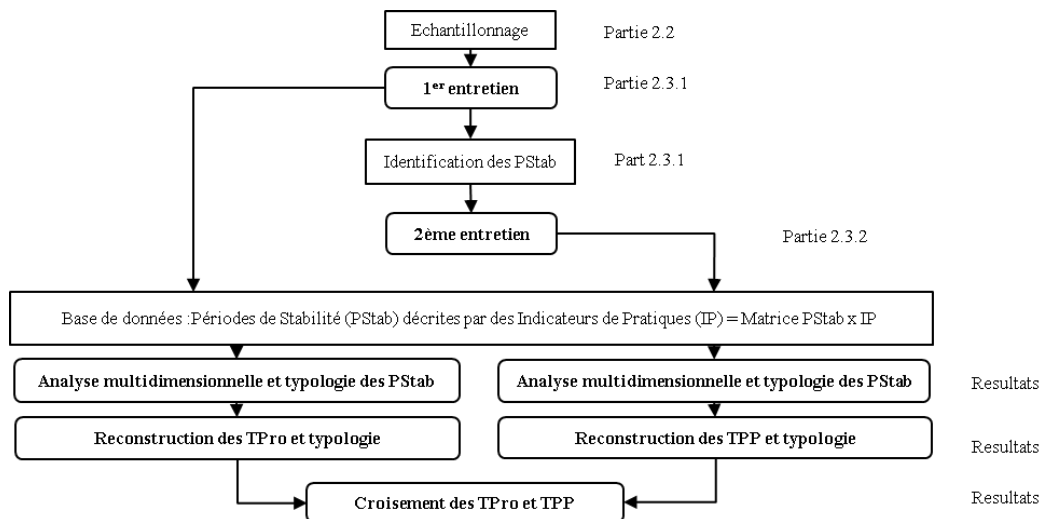 Echantillonnage
Partie 2.2
1er entretien
Partie 2.3.1
Identification des PStab
Part 2.3.1
2ème entretien
Partie 2.3.2
Base de données :Périodes de Stabilité (PStab) décrites par des Indicateurs de Pratiques (IP) = Matrice PStab x IP
Analyse multidimensionnelle et typologie des PStab
Analyse multidimensionnelle et typologie des PStab
Resultats
Reconstruction des TPro et typologie
Reconstruction des TPP et typologie
Resultats
Croisement des TPro et TPP
Resultats